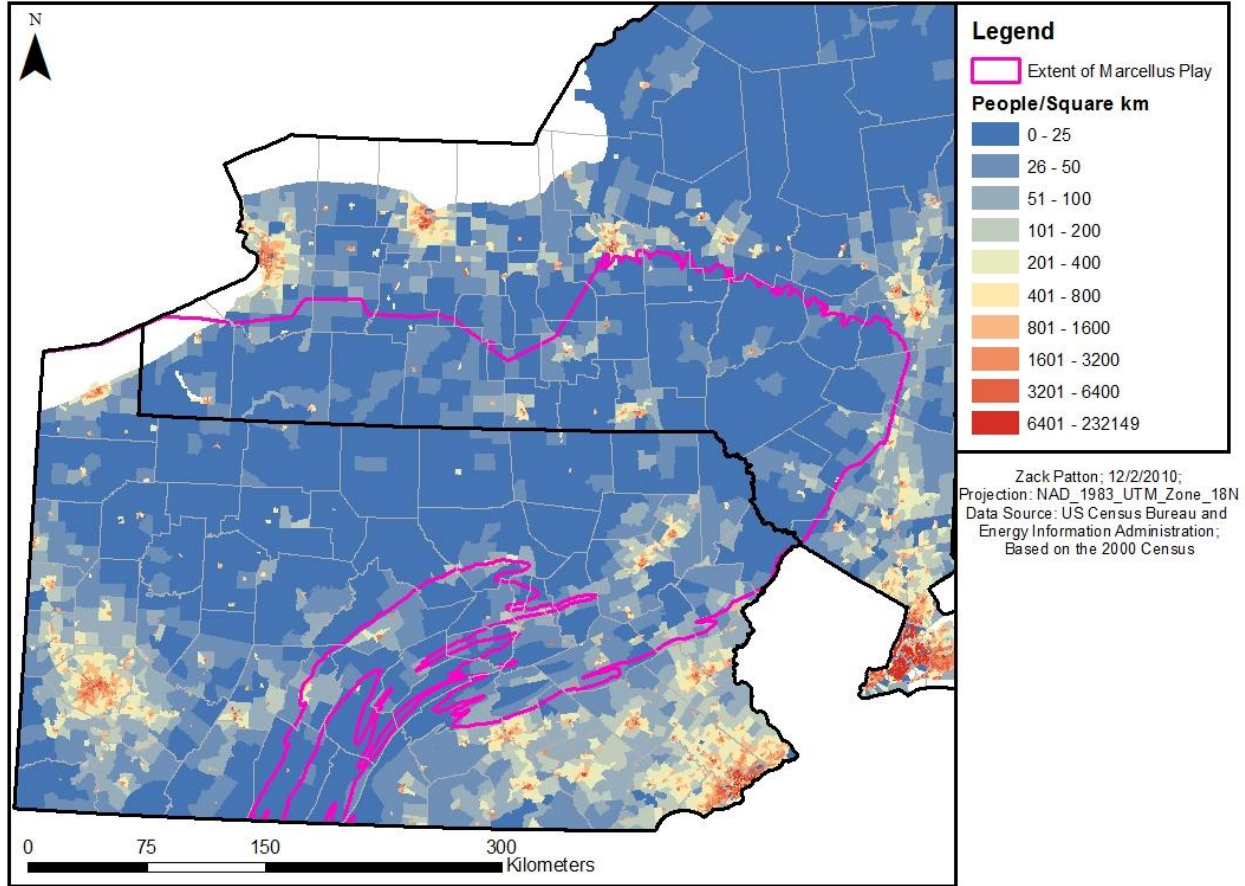 N
Legend
Extent of Marcellus Play
People/Square km
0 - 25
26 - 50
51 - 100
101 - 200
201 - 400
401 - 800
801 - 1600
1601 - 3200
3201 - 6400
6401 - 232149
Zack Patton; 12/2/2010;
Projection: NAD_1983_UTM_Zone_18N
Data Source: US Census Bureau and
Energy Information Administration;
Based on the 2000 Census
0 75 150 300
Kilometers